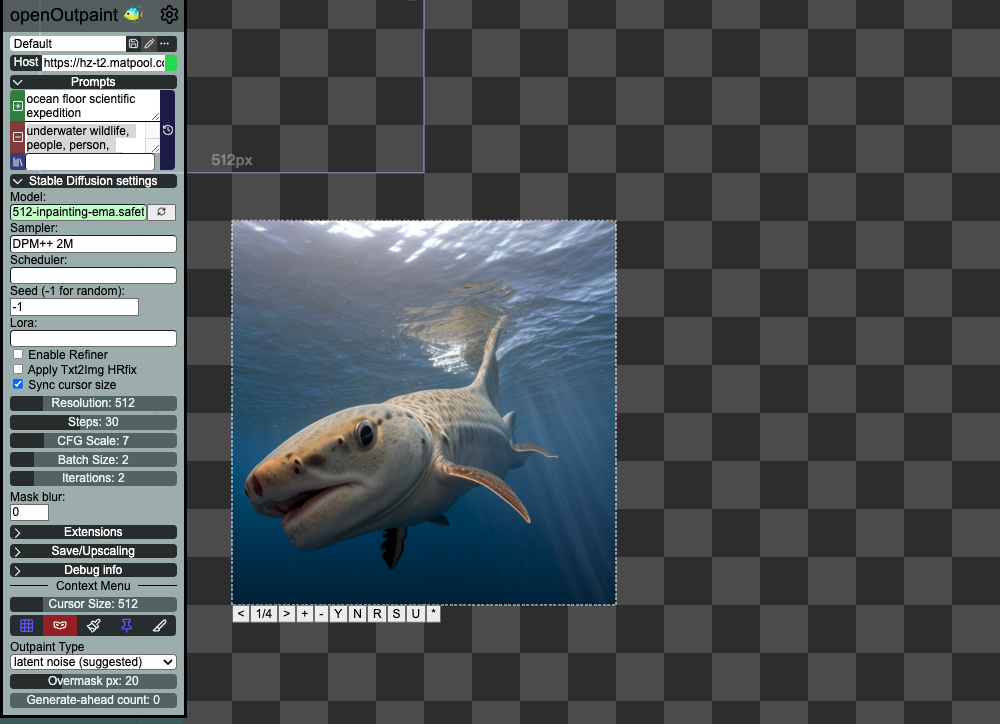 openOutpaint
Default
Host https://hz-t2.matpool.co
Prompts
ocean floor scientific
expedition
underwater wildlife,
people, person,
Stable Diffusion settings
Model:
512-inpainting-ema.safet
Sampler:
DPM++ 2M
Scheduler:
Seed (-1 for random):
-1
Lora:
Enable Refiner
Apply Txt2Img HRfix
Sync cursor size
Resolution: 512
Steps: 30
CFG Scale: 7
Batch Size: 2
Iterations: 2
Mask blur:
0
Extensions
Save/Upscaling
Debug info
Context Menu
Cursor Size: 512
Outpaint Type
latent noise (suggested)
Overmask px: 20
Generate-ahead count: 0
512px
< 1/4 > + - Y N R S U *